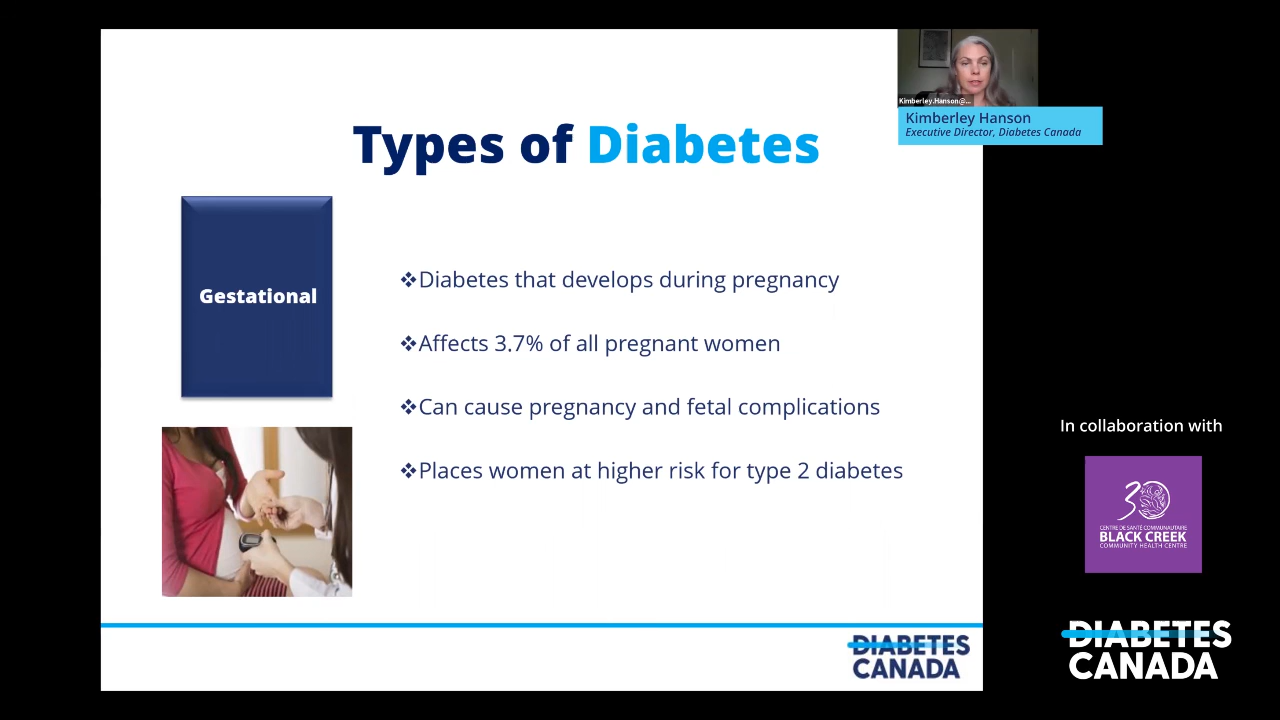 Kimberley.Hanson@...
Kimberley Hanson
Executive Director, Diabetes Canada
Types of Diabetes
Gestational
❖Diabetes that develops during pregnancy
❖Affects 3.7% of all pregnant women
❖Can cause pregnancy and fetal complications
❖Places women at higher risk for type 2 diabetes
DIABETES
CANADA
In collaboration with
30
CENTRE DE SANTÉ COMMUNAUTAIRE
BLACK CREEK
COMMUNITY HEALTH CENTRE
DIABETES
CANADA